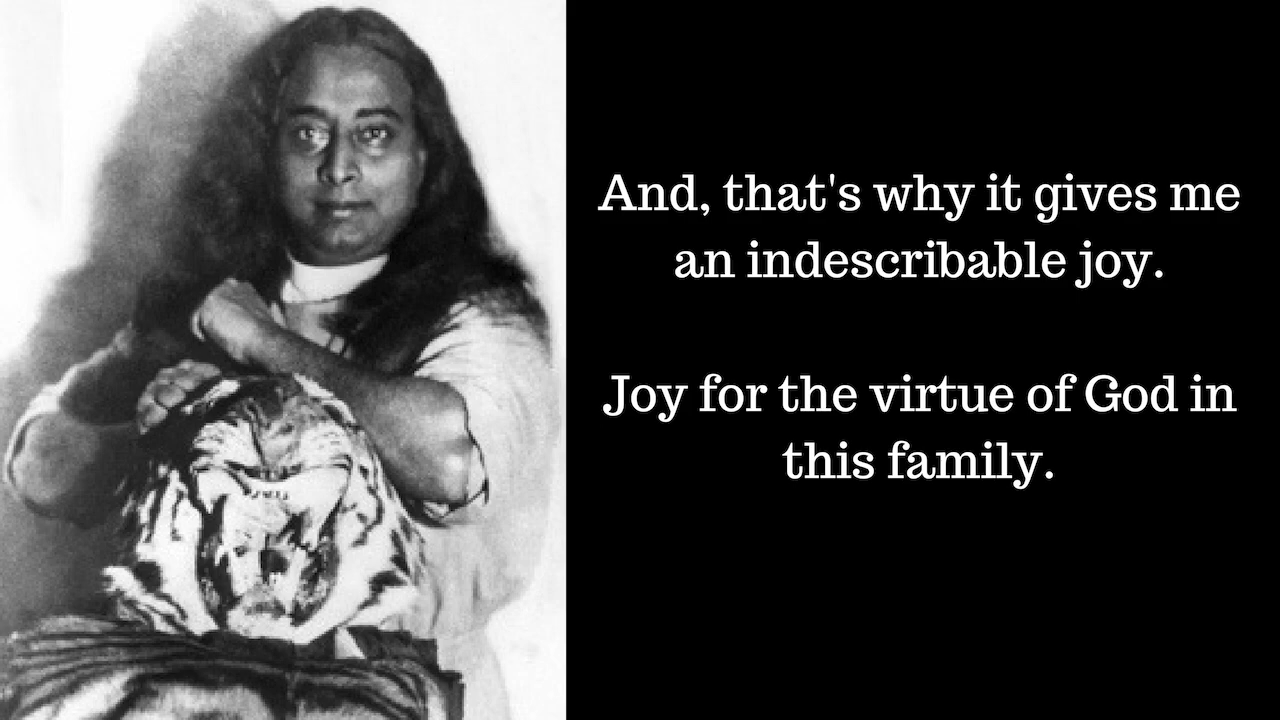 And, that's why it gives me
an indescribable joy.
Joy for the virtue of God in
this family.